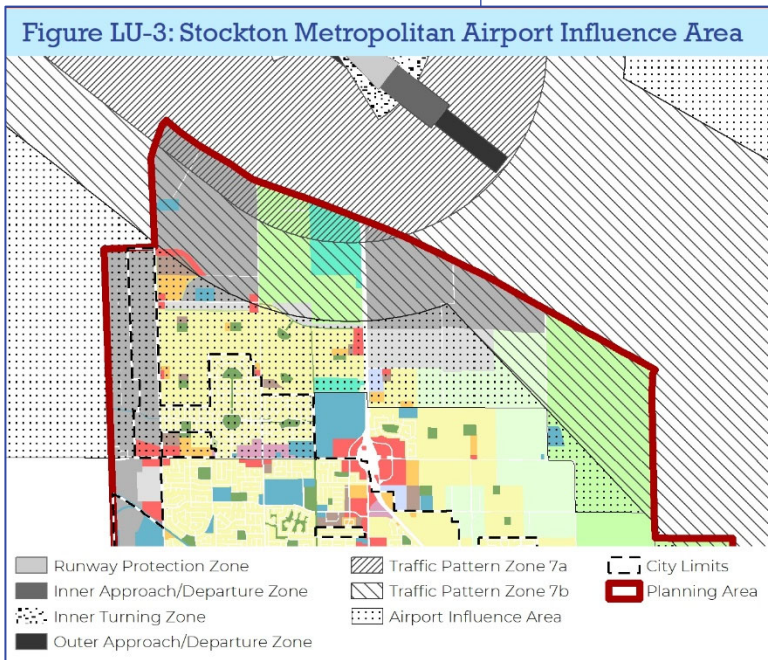 Figure LU-3: Stockton Metropolitan Airport Influence Area
Runway Protection Zone
Inner Approach/Departure Zone
Inner Turning Zone
Outer Approach/Departure Zone
Traffic Pattern Zone 7a
Traffic Pattern Zone 7b
Airport Influence Area
City Limits
Planning Area